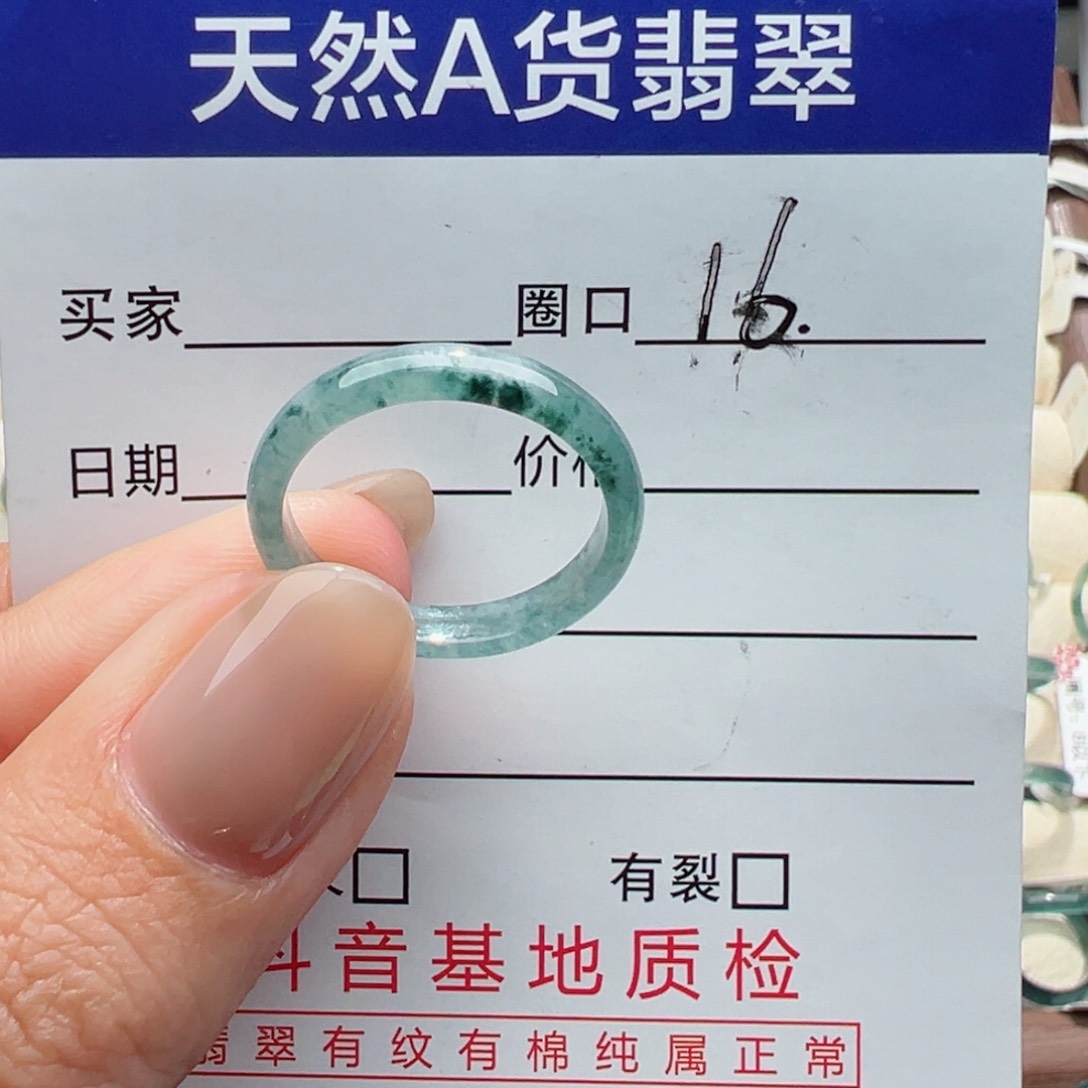 天然A货翡翠
买家 圈口 16.
日期 价
有裂
音基地质检
翠有纹有棉纯属正常